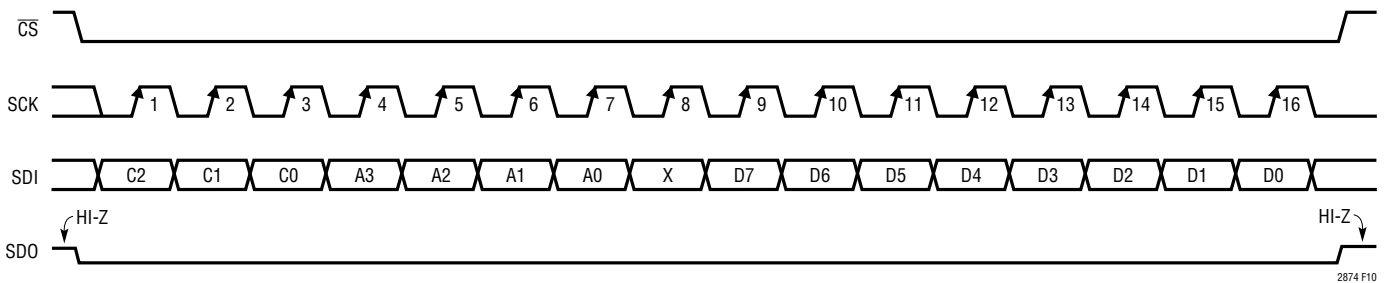 CS
SCK 1 2 3 4 5 6 7 8 9 10 11 12 13 14 15 16
SDI C2 C1 C0 A3 A2 A1 A0 X D7 D6 D5 D4 D3 D2 D1 D0
HI-Z HI-Z
SDO
2874 F10